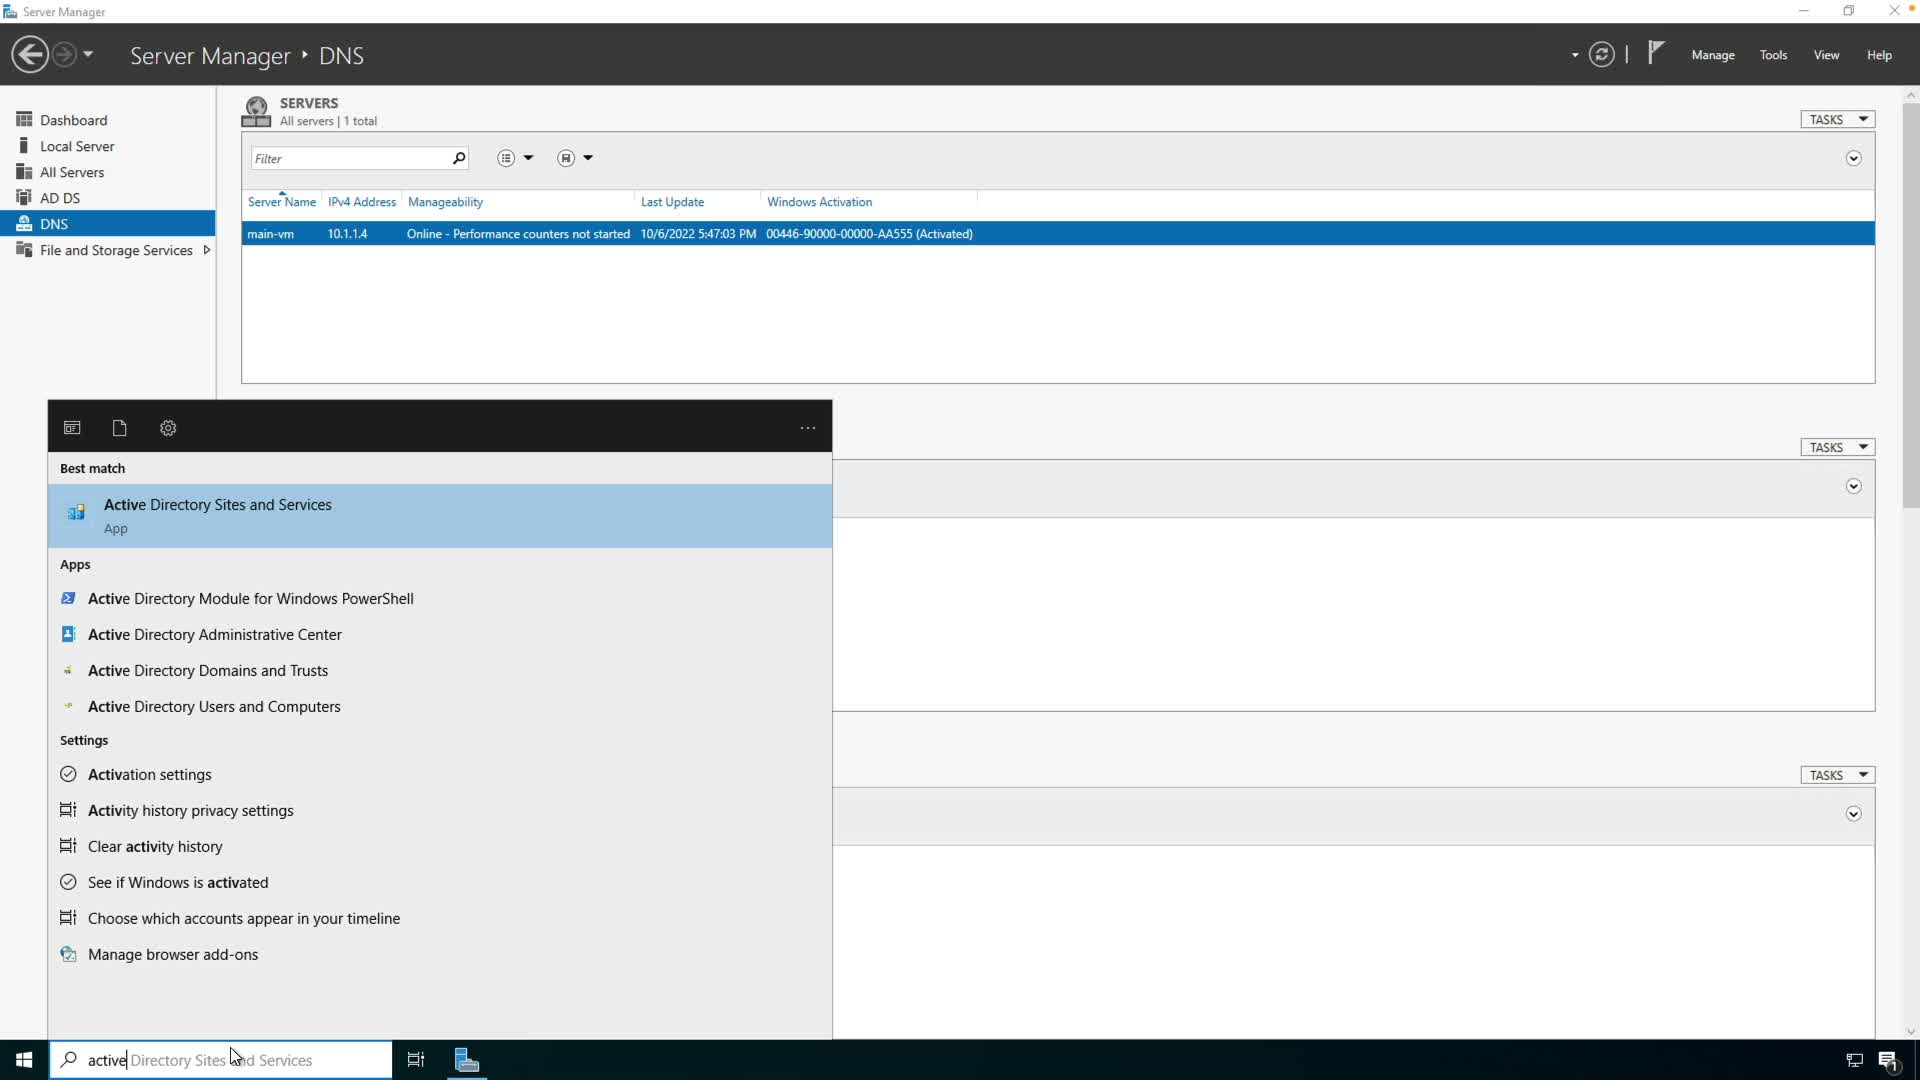 Server Manager
Server Manager ‣ DNS
Manage Tools View Help
Dashboard
Local Server
All Servers
AD DS
DNS
File and Storage Services
SERVERS
All servers | 1 total
TASKS
Filter
Server Name IPv4 Address Manageability Last Update Windows Activation
main-vm 10.1.1.4 Online - Performance counters not started 10/6/2022 5:47:03 PM 00446-90000-00000-AA555 (Activated)
TASKS
TASKS
...
Best match
Active Directory Sites and Services
App
Apps
Active Directory Module for Windows PowerShell
Active Directory Administrative Center
Active Directory Domains and Trusts
Active Directory Users and Computers
Settings
Activation settings
Activity history privacy settings
Clear activity history
See if Windows is activated
Choose which accounts appear in your timeline
Manage browser add-ons
active Directory Sites and Services
1